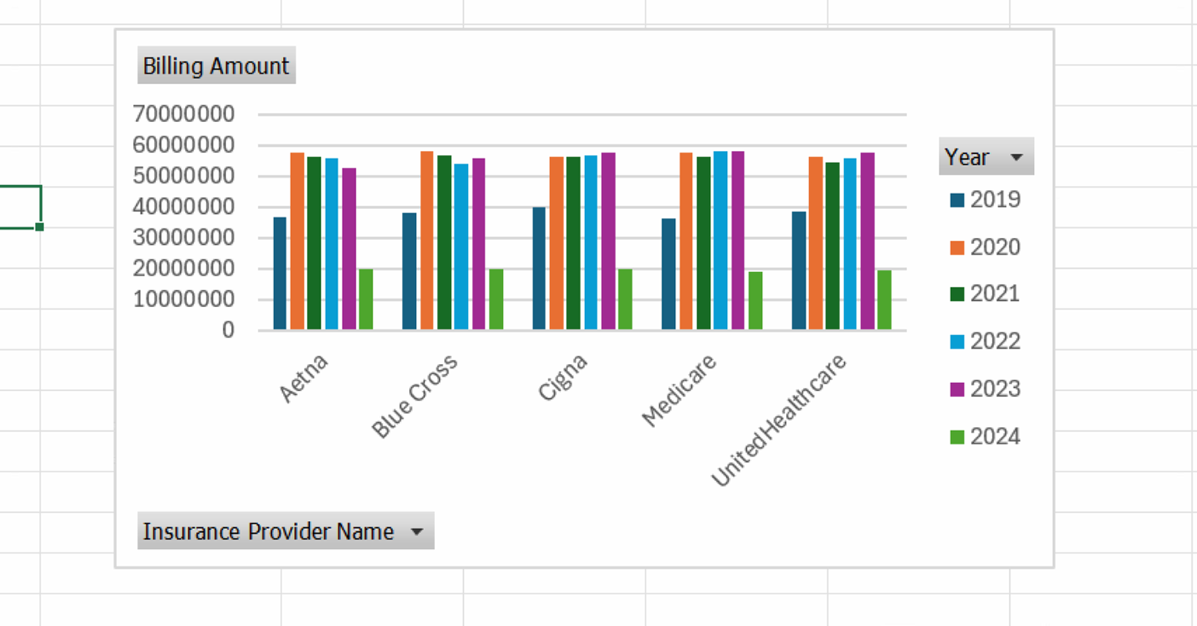 Billing Amount
70000000
60000000
50000000
40000000
30000000
20000000
10000000
0
Aetna
Blue Cross
Cigna
Medicare
UnitedHealthcare
Year
2019
2020
2021
2022
2023
2024
Insurance Provider Name